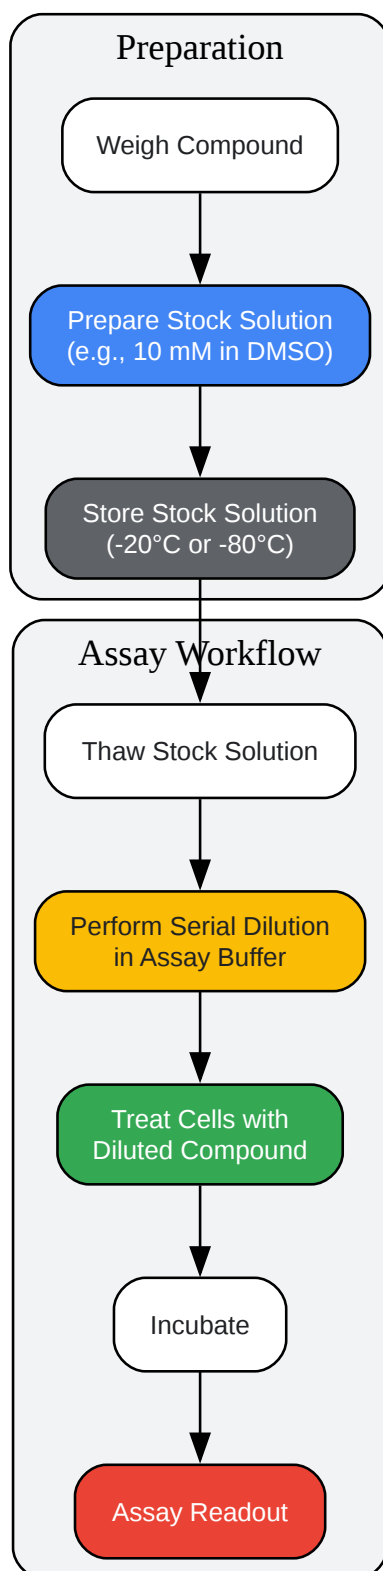 Preparation
Weigh Compound
Prepare Stock Solution
(e.g., 10 mM in DMSO)
Store Stock Solution
(-20°C or -80°C)
Assay Workflow
Thaw Stock Solution
Perform Serial Dilution
in Assay Buffer
Treat Cells with
Diluted Compound
Incubate
Assay Readout